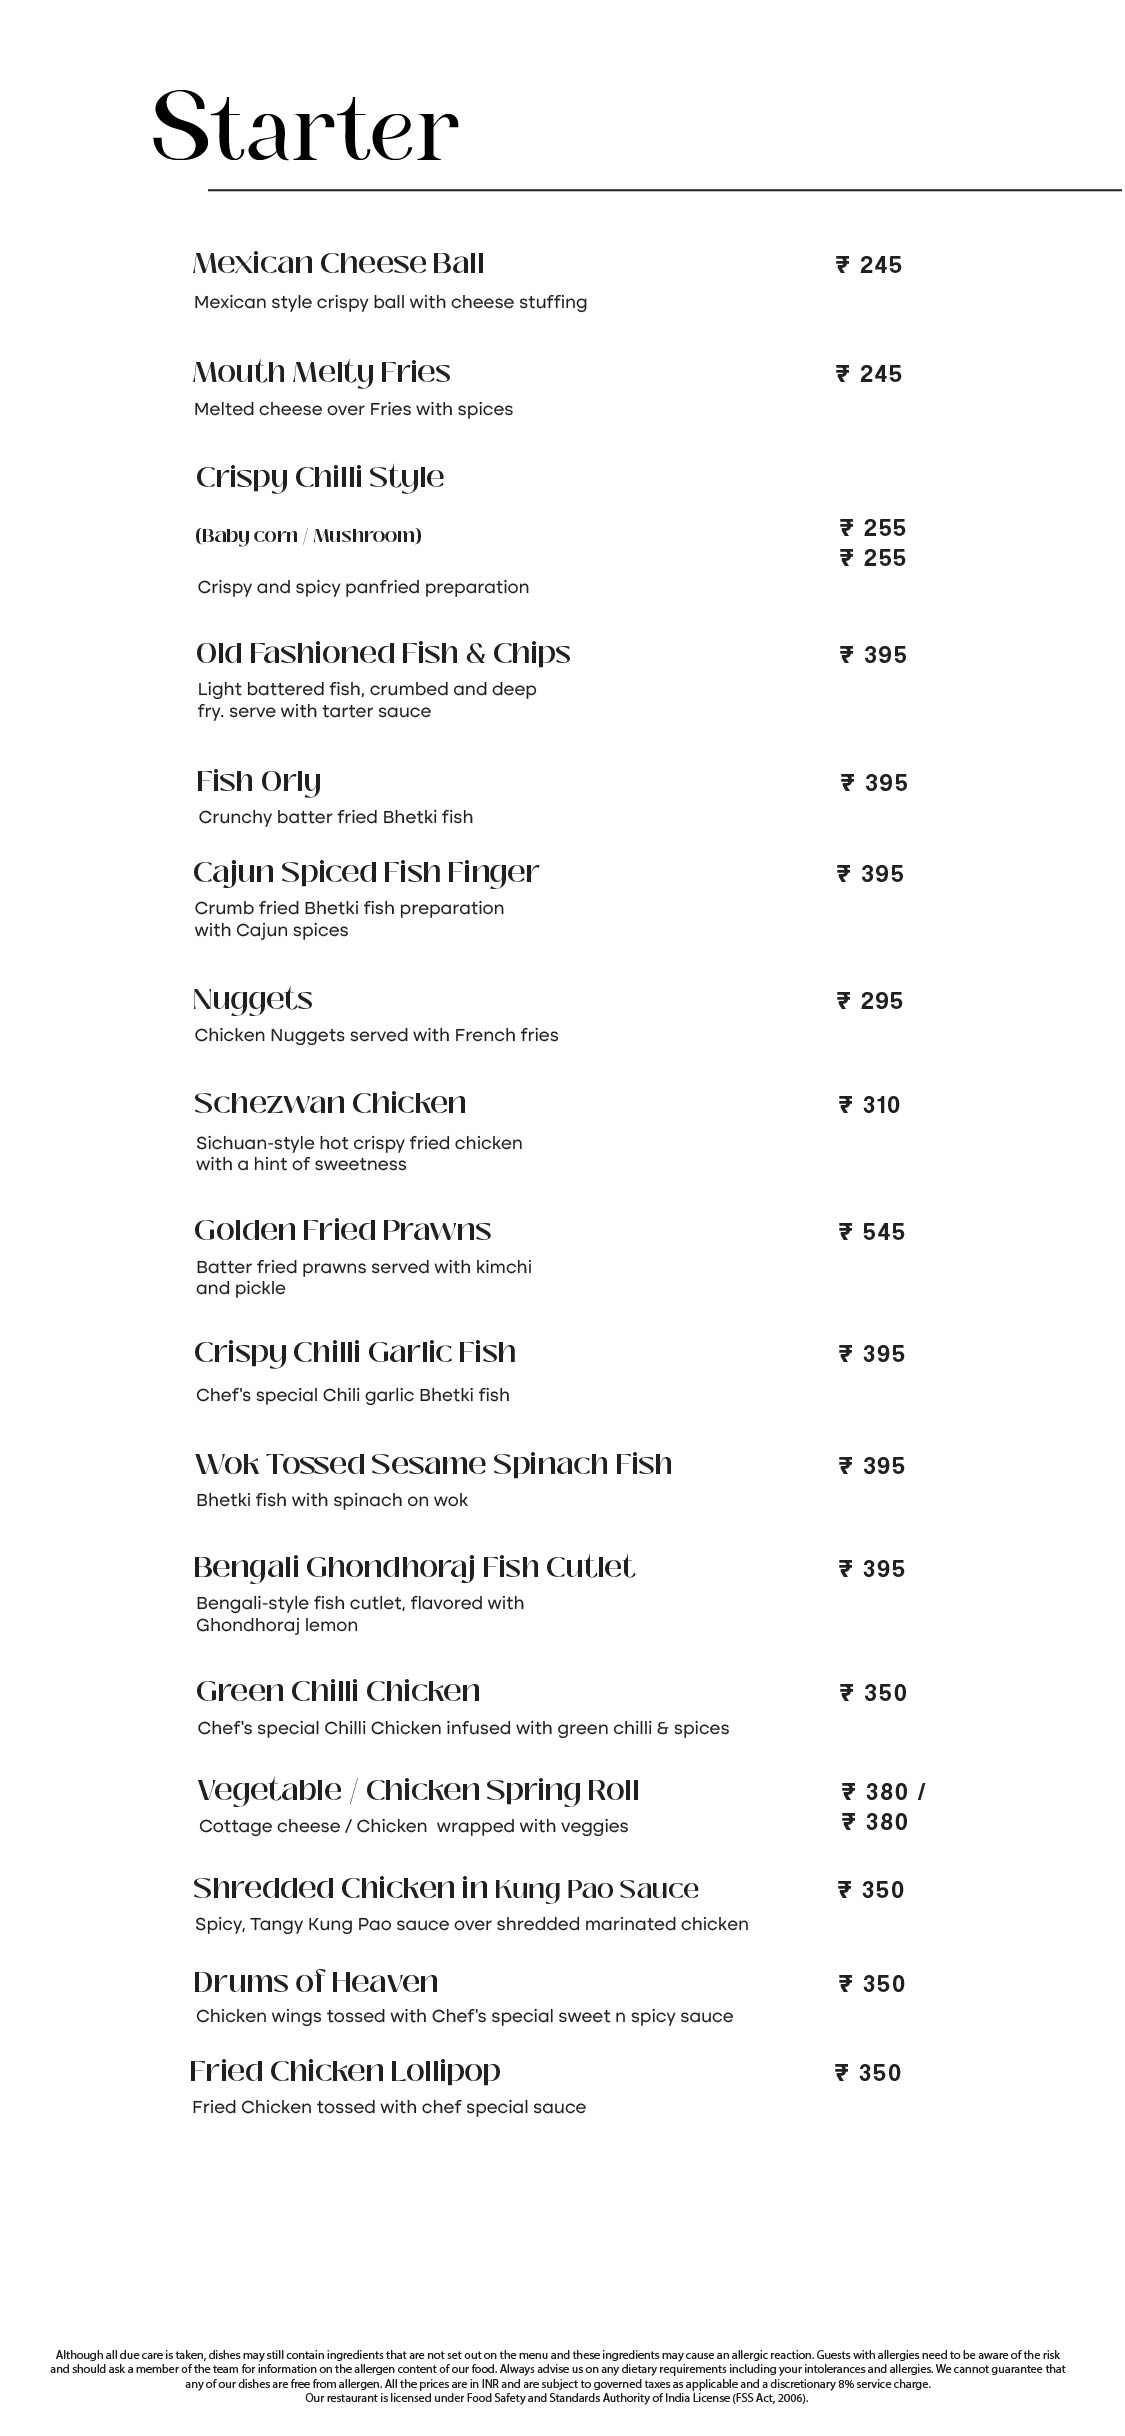 Starter
Mexican Cheese Ball ₹ 245
Mexican style crispy ball with cheese stuffing
Mouth Melty Fries ₹ 245
Melted cheese over Fries with spices
Crispy Chilli Style
(Baby corn / Mushroom) ₹ 255
₹ 255
Crispy and spicy panfried preparation
Old Fashioned Fish & Chips ₹ 395
Light battered fish, crumbed and deep
fry. serve with tarter sauce
Fish Orly ₹ 395
Crunchy batter fried Bhetki fish
Cajun Spiced Fish Finger ₹ 395
Crumb fried Bhetki fish preparation
with Cajun spices
Nuggets ₹ 295
Chicken Nuggets served with French fries
Schezwan Chicken ₹ 310
Sichuan-style hot crispy fried chicken
with a hint of sweetness
Golden Fried Prawns ₹ 545
Batter fried prawns served with kimchi
and pickle
Crispy Chilli Garlic Fish ₹ 395
Chef's special Chili garlic Bhetki fish
Wok Tossed Sesame Spinach Fish ₹ 395
Bhetki fish with spinach on wok
Bengali Ghondhoraj Fish Cutlet ₹ 395
Bengali-style fish cutlet, flavored with
Ghondhoraj lemon
Green Chilli Chicken ₹ 350
Chef's special Chilli Chicken infused with green chilli & spices
Vegetable / Chicken Spring Roll ₹ 380 /
₹ 380
Cottage cheese / Chicken wrapped with veggies
Shredded Chicken in Kung Pao Sauce ₹ 350
Spicy, Tangy Kung Pao sauce over shredded marinated chicken
Drums of Heaven ₹ 350
Chicken wings tossed with Chef's special sweet n spicy sauce
Fried Chicken Lollipop ₹ 350
Fried Chicken tossed with chef special sauce
Although all due care is taken, dishes may still contain ingredients that are not set out on the menu and these ingredients may cause an allergic reaction. Guests with allergies need to be aware of the risk
and should ask a member of the team for information on the allergen content of our food. Always advise us on any dietary requirements including your intolerances and allergies. We cannot guarantee that
any of our dishes are free from allergen. All the prices are in INR and are subject to governed taxes as applicable and a discretionary 8% service charge.
Our restaurant is licensed under Food Safety and Standards Authority of India License (FSS Act, 2006).